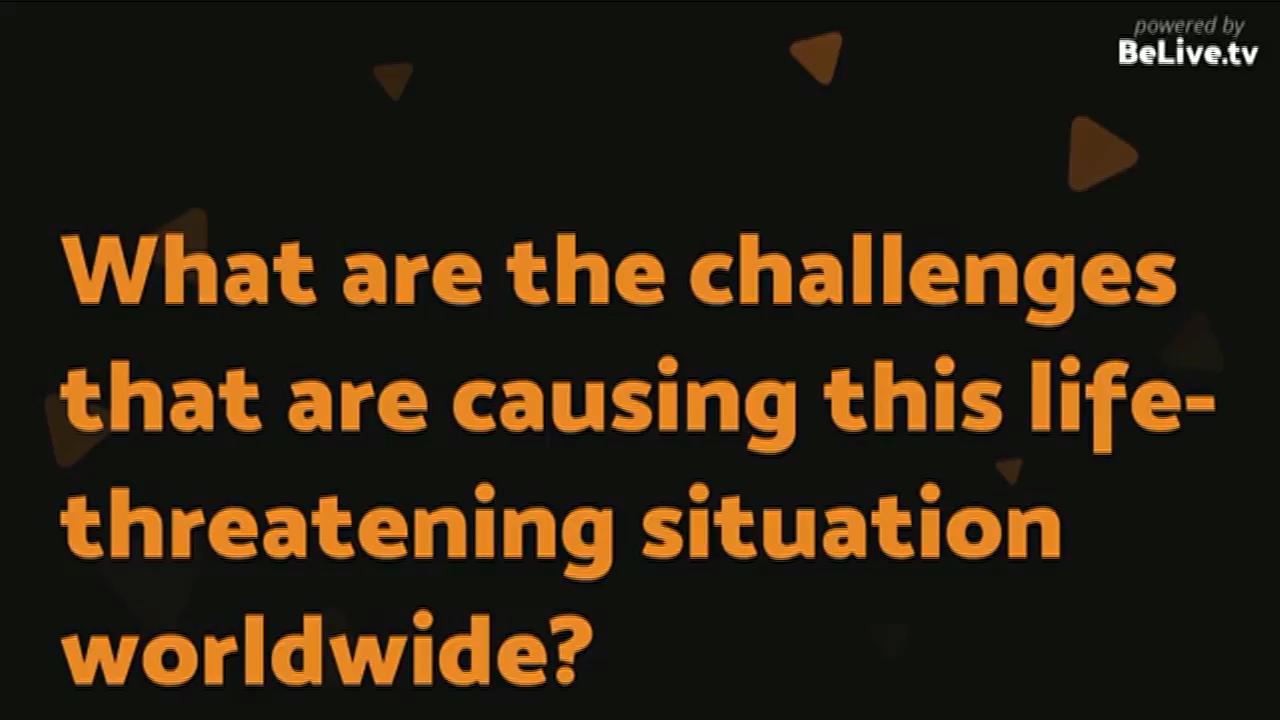 powered by
BeLive.tv
What are the challenges
that are causing this life-
threatening situation
worldwide?